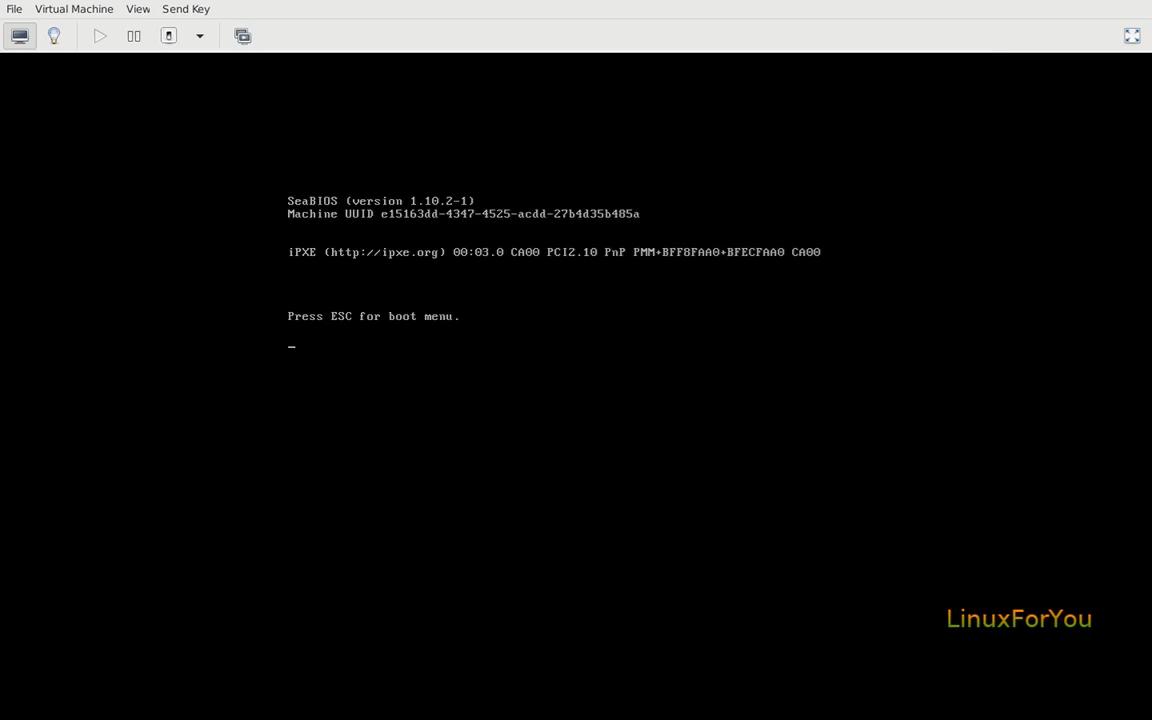 File Virtual Machine View Send Key
SeaBIOS (version 1.10.2-1)
Machine UUID e15163dd-4347-4525-acdd-27b4d35b485a
iPXE (http://ipxe.org) 00:03.0 CA00 PCI2.10 PnP PMM+BFF8FAA0+BFECFAA0 CA00
Press ESC for boot menu.
LinuxForYou